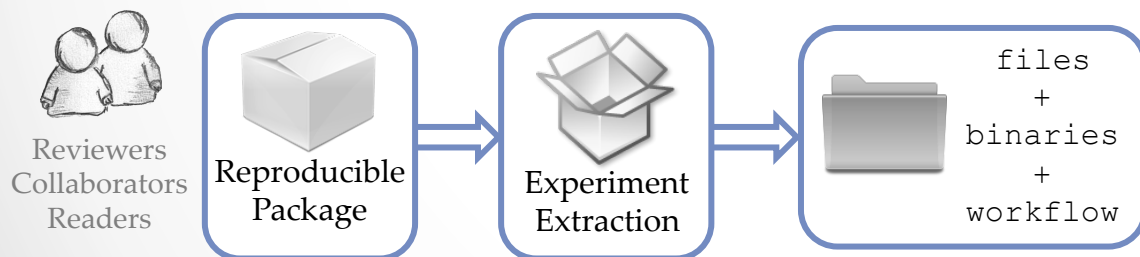 Reviewers
Collaborators
Readers
Reproducible
Package
Experiment
Extraction
files
+
binaries
+
workflow